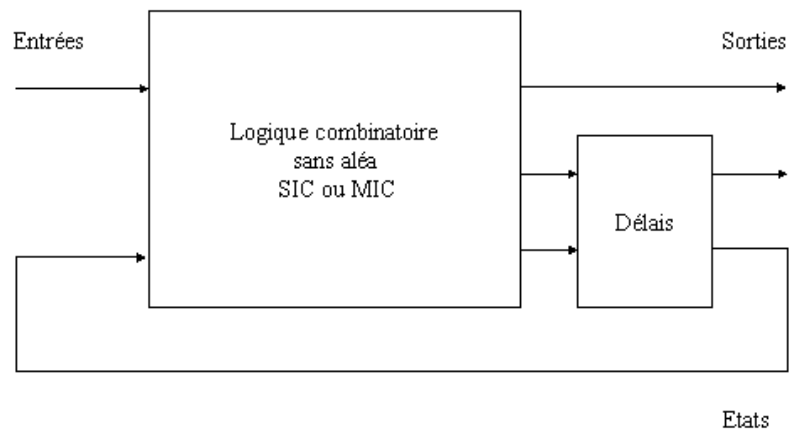 Entrées
Sorties
Logique combinatoire
sans aléa
SIC ou MIC
Délais
Etats